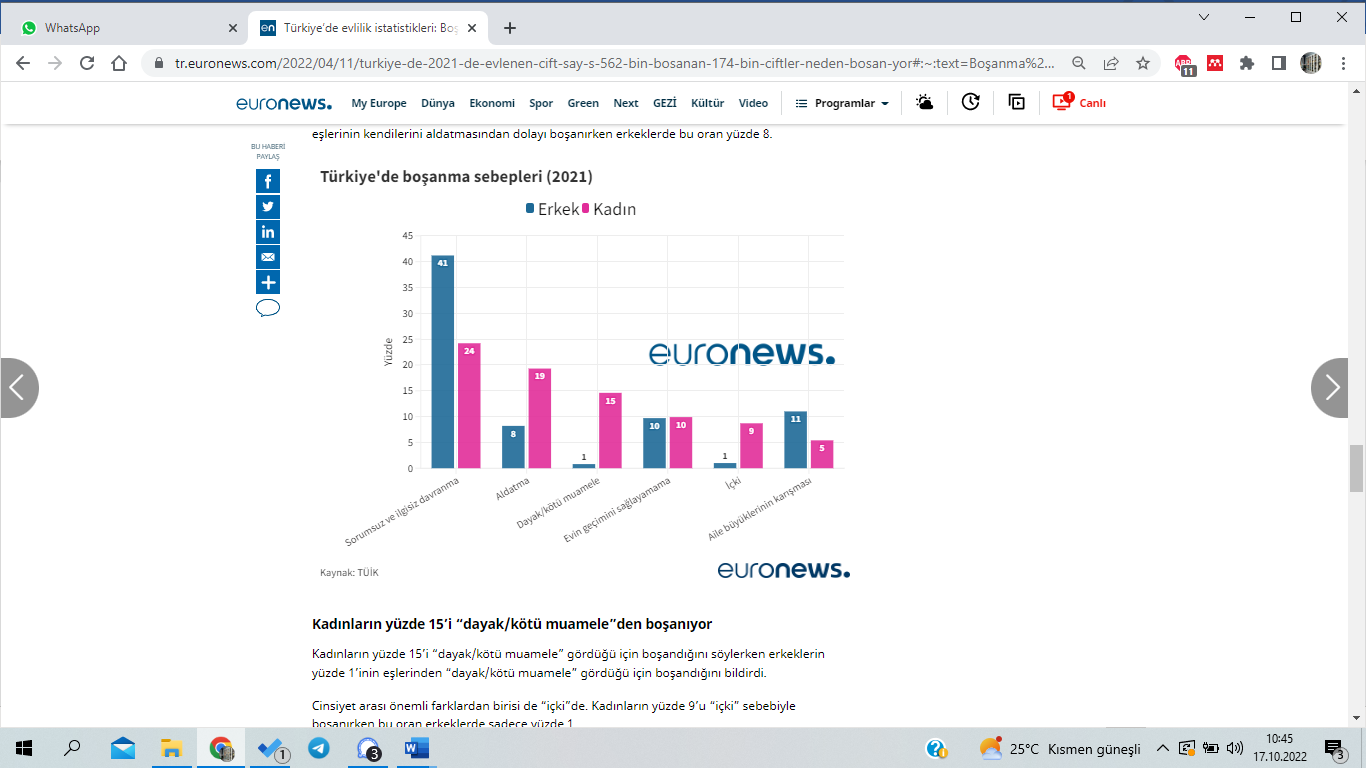 WhatsApp
en Türkiye'de evlilik istatistikleri: Boş
tr.euronews.com/2022/04/11/turkiye-de-2021-de-evlenen-cift-say-s-562-bin-bosanan-174-bin-ciftler-neden-bosan-yor#:~:text=Boşanma%2...
ABP
11
euronews. My Europe Dünya Ekonomi Spor Green Next GEZİ Kültür Video Programlar 1 Canlı
eşlerinin kendilerini aldatmasından dolayı boşanırken erkeklerde bu oran yüzde 8.
BU HABERİ
PAYLAŞ
Türkiye'de boşanma sebepleri (2021)
Erkek Kadın
Yüzde
45
40
35
30
25
20
15
10
5
0
41
24
8
19
1
15
10
10
1
9
11
5
euronews.
Sorumsuz ve ilgisiz davranma
Aldatma
Dayak/kötü muamele
Evin geçimini sağlayamama
İçki
Aile büyüklerinin karışması
Kaynak: TÜİK
euronews.
Kadınların yüzde 15'i “dayak/kötü muamele”den boşanıyor
Kadınların yüzde 15'i “dayak/kötü muamele” gördüğü için boşandığını söylerken erkeklerin
yüzde 1'inin eşlerinden “dayak/kötü muamele” gördüğü için boşandığını bildirdi.
Cinsiyet arası önemli farklardan birisi de “içki”de. Kadınların yüzde 9'u “içki” sebebiyle
boşanırken bu oran erkeklerde sadece yüzde 1.
1
3
W
25°C Kısmen güneşli
10:45
17.10.2022
3